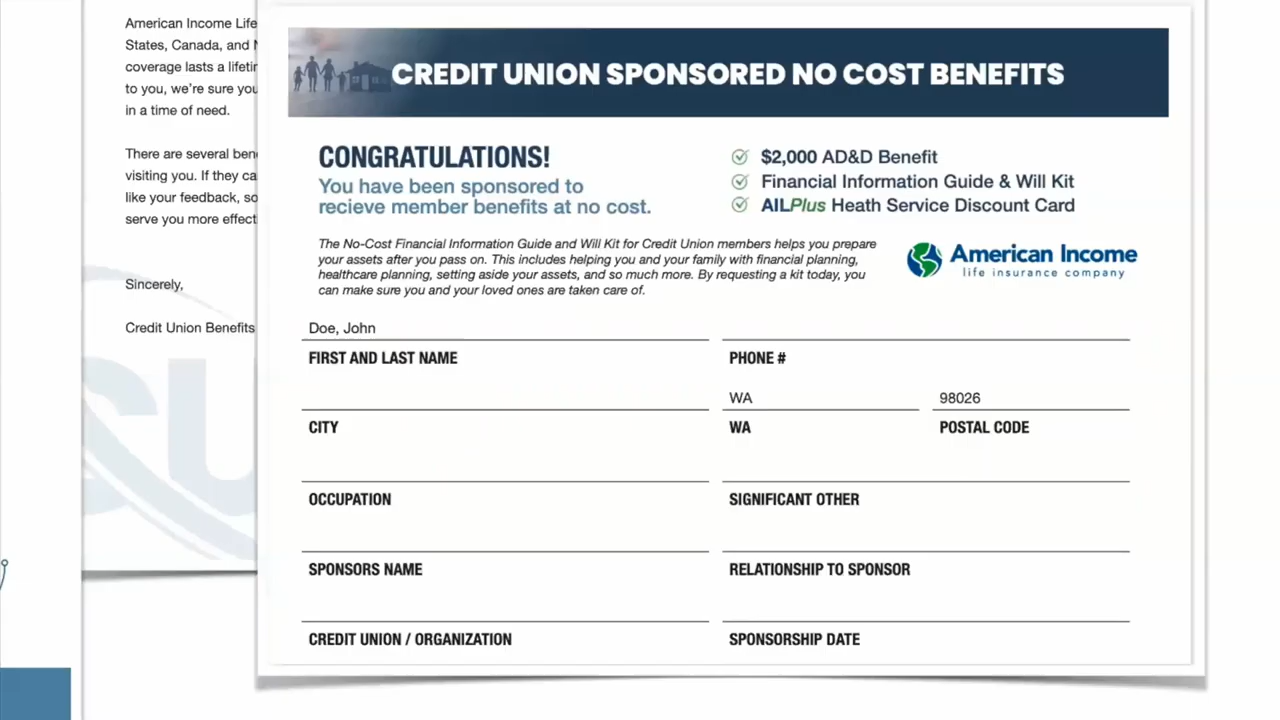 American Income Life
States, Canada, and
coverage lasts a
to you, we're sure you
in a time of need.
There are several
visiting you. If they
like your feedback, so
serve you more
Sincerely,
Credit Union Benefits
CREDIT UNION SPONSORED NO COST BENEFITS
CONGRATULATIONS!
You have been sponsored to
recieve member benefits at no cost.
$2,000 AD&D Benefit
Financial Information Guide & Will Kit
AILPlus Heath Service Discount Card
The No-Cost Financial Information Guide and Will Kit for Credit Union members helps you prepare
your assets after you pass on. This includes helping you and your family with financial planning,
healthcare planning, setting aside your assets, and so much more. By requesting a kit today, you
can make sure you and your loved ones are taken care of.
American Income
life insurance company
Doe, John
FIRST AND LAST NAME
PHONE #
WA
98026
CITY
WA
POSTAL CODE
OCCUPATION
SIGNIFICANT OTHER
SPONSORS NAME
RELATIONSHIP TO SPONSOR
CREDIT UNION / ORGANIZATION
SPONSORSHIP DATE